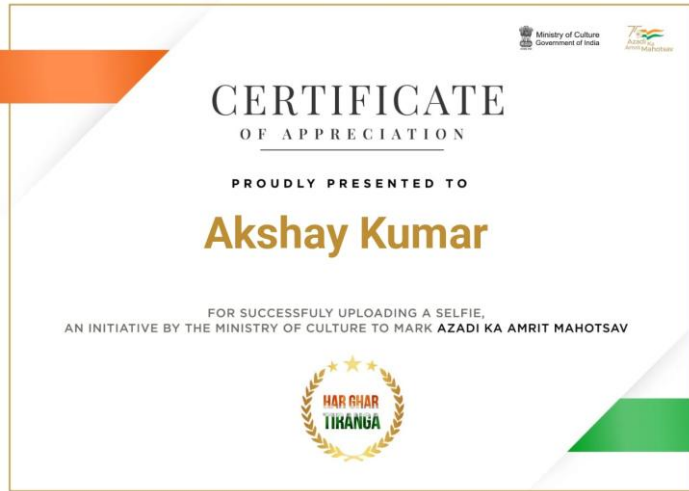 Ministry of Culture
Government of India
Azadi Ka
Amrit Mahotsav
CERTIFICATE
OF APPRECIATION
PROUDLY PRESENTED TO
Akshay Kumar
FOR SUCCESSFULY UPLOADING A SELFIE,
AN INITIATIVE BY THE MINISTRY OF CULTURE TO MARK AZADI KA AMRIT MAHOTSAV
HAR GHAR
TIRANGA